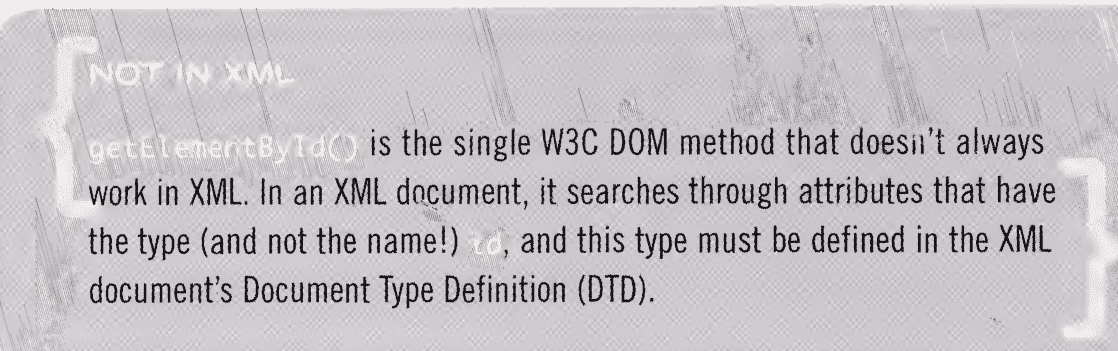 NOT IN XML
getElementById() is the single W3C DOM method that doesn't always
work in XML. In an XML document, it searches through attributes that have
the type (and not the name!) id, and this type must be defined in the XML
document's Document Type Definition (DTD).